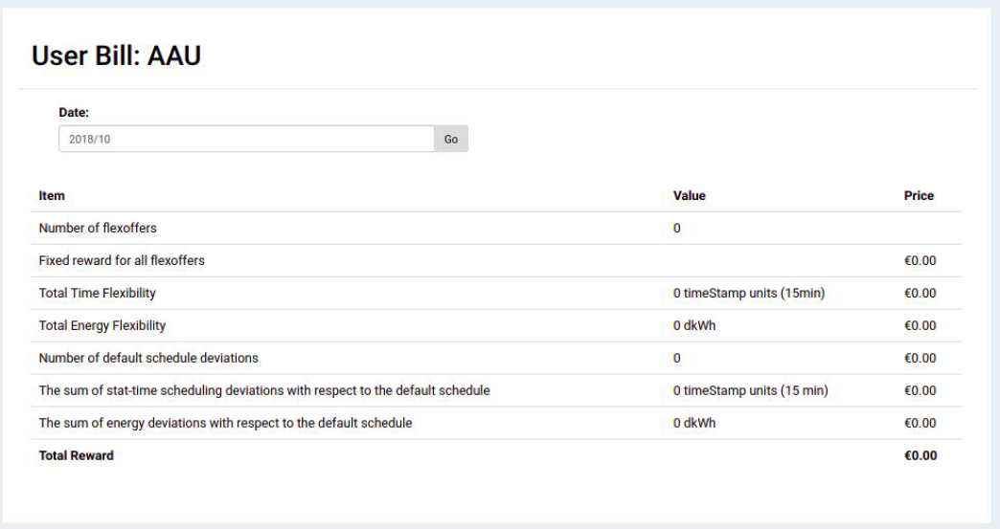 User Bill: AAU
Date:
2018/10 Go
Item Value Price
Number of flexoffers 0
Fixed reward for all flexoffers €0.00
Total Time Flexibility 0 timeStamp units (15min) €0.00
Total Energy Flexibility 0 dkWh €0.00
Number of default schedule deviations 0 €0.00
The sum of stat-time scheduling deviations with respect to the default schedule 0 timeStamp units (15 min) €0.00
The sum of energy deviations with respect to the default schedule 0 dkWh €0.00
Total Reward €0.00